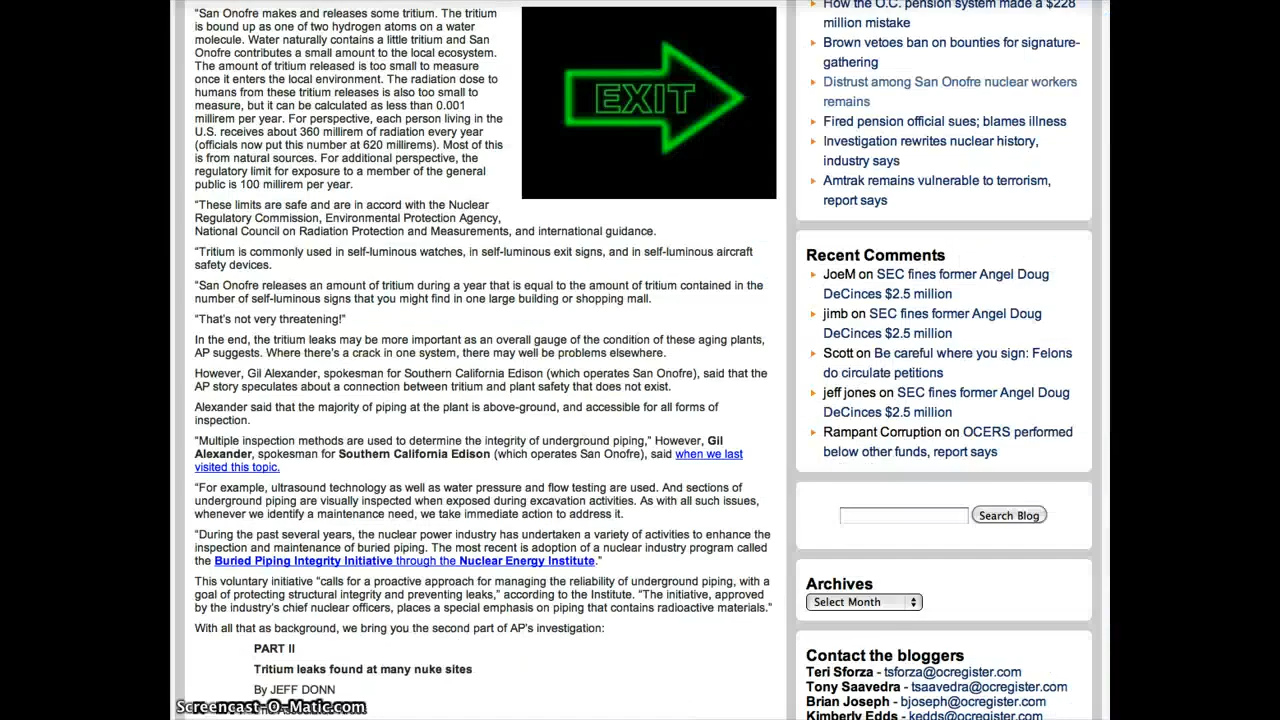 "San Onofre makes and releases some tritium. The tritium
is bound up as one of two hydrogen atoms on a water
molecule. Water naturally contains a little tritium and San
Onofre contributes a small amount to the local ecosystem.
The amount of tritium released is too small to measure
once it enters the local environment. The radiation dose to
humans from these tritium releases is also too small to
measure, but it can be calculated as less than 0.001
millirem per year. For perspective, each person living in the
U.S. receives about 360 millirem of radiation every year
(officials now put this number at 620 millirems). Most of this
is from natural sources. For additional perspective, the
regulatory limit for exposure to a member of the general
public is 100 millirem per year.
"These limits are safe and are in accord with the Nuclear
Regulatory Commission, Environmental Protection Agency,
National Council on Radiation Protection and Measurements, and international guidance.
"Tritium is commonly used in self-luminous watches, in self-luminous exit signs, and in self-luminous aircraft
safety devices.
"San Onofre releases an amount of tritium during a year that is equal to the amount of tritium contained in the
number of self-luminous signs that you might find in one large building or shopping mall.
"That's not very threatening!"
In the end, the tritium leaks may be more important as an overall gauge of the condition of these aging plants,
AP suggests. Where there's a crack in one system, there may well be problems elsewhere.
However, Gil Alexander, spokesman for Southern California Edison (which operates San Onofre), said that the
AP story speculates about a connection between tritium and plant safety that does not exist.
Alexander said that the majority of piping at the plant is above-ground, and accessible for all forms of
inspection.
"Multiple inspection methods are used to determine the integrity of underground piping," However, Gil
Alexander, spokesman for Southern California Edison (which operates San Onofre), said when we last
visited this topic.
"For example, ultrasound technology as well as water pressure and flow testing are used. And sections of
underground piping are visually inspected when exposed during excavation activities. As with all such issues,
whenever we identify a maintenance need, we take immediate action to address it.
"During the past several years, the nuclear power industry has undertaken a variety of activities to enhance the
inspection and maintenance of buried piping. The most recent is adoption of a nuclear industry program called
the Buried Piping Integrity Initiative through the Nuclear Energy Institute."
This voluntary initiative "calls for a proactive approach for managing the reliability of underground piping, with a
goal of protecting structural integrity and preventing leaks," according to the Institute. "The initiative, approved
by the industry's chief nuclear officers, places a special emphasis on piping that contains radioactive materials."
With all that as background, we bring you the second part of AP's investigation:
PART II
Tritium leaks found at many nuke sites
By JEFF DONN
Screencast-O-Matic.com
EXIT
How the O.C. pension system made a $228
million mistake
Brown vetoes ban on bounties for signature-
gathering
Distrust among San Onofre nuclear workers
remains
Fired pension official sues; blames illness
Investigation rewrites nuclear history,
industry says
Amtrak remains vulnerable to terrorism,
report says
Recent Comments
JoeM on SEC fines former Angel Doug
DeCinces $2.5 million
jimb on SEC fines former Angel Doug
DeCinces $2.5 million
Scott on Be careful where you sign: Felons
do circulate petitions
jeff jones on SEC fines former Angel Doug
DeCinces $2.5 million
Rampant Corruption on OCERS performed
below other funds, report says
Search Blog
Archives
Select Month
Contact the bloggers
Teri Sforza - tsforza@ocregister.com
Tony Saavedra - tsaavedra@ocregister.com
Brian Joseph - bjoseph@ocregister.com
Kimberly Edds - kedds@ocregister.com